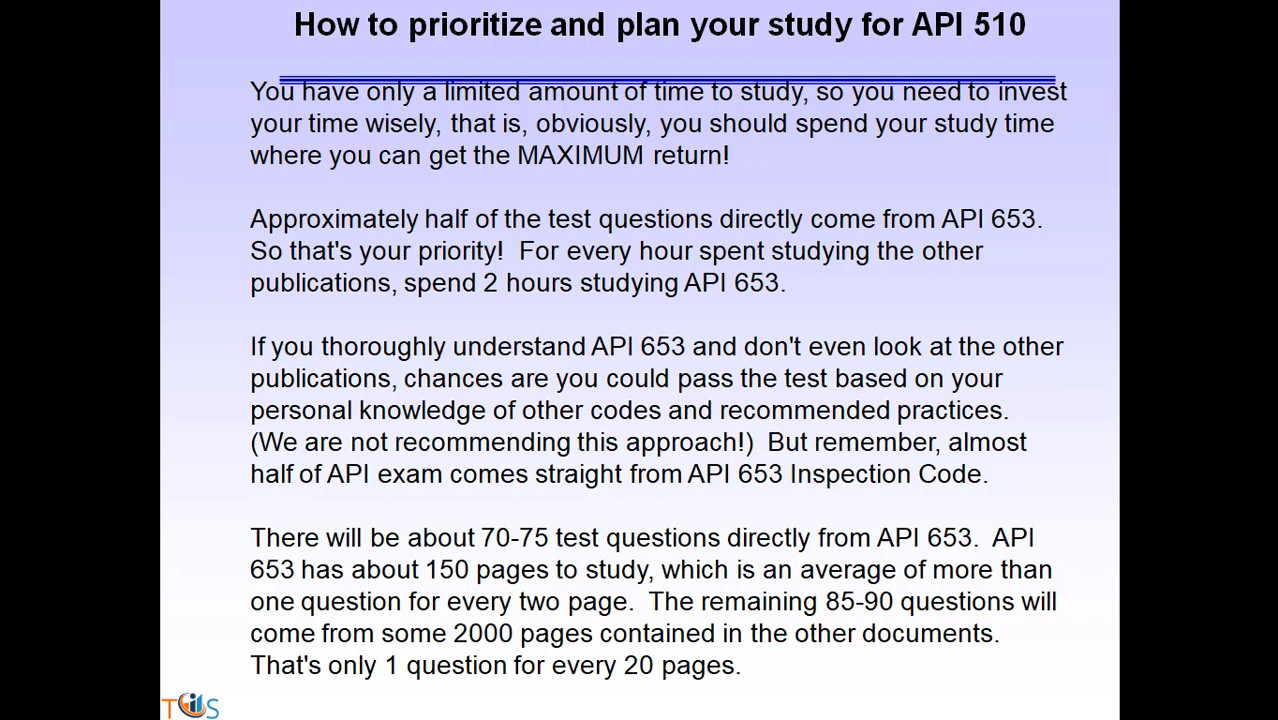 How to prioritize and plan your study for API 510
You have only a limited amount of time to study, so you need to invest
your time wisely, that is, obviously, you should spend your study time
where you can get the MAXIMUM return!
Approximately half of the test questions directly come from API 653.
So that's your priority!  For every hour spent studying the other
publications, spend 2 hours studying API 653.
If you thoroughly understand API 653 and don't even look at the other
publications, chances are you could pass the test based on your
personal knowledge of other codes and recommended practices.
(We are not recommending this approach!)  But remember, almost
half of API exam comes straight from API 653 Inspection Code.
There will be about 70-75 test questions directly from API 653.  API
653 has about 150 pages to study, which is an average of more than
one question for every two page.  The remaining 85-90 questions will
come from some 2000 pages contained in the other documents.
That's only 1 question for every 20 pages.